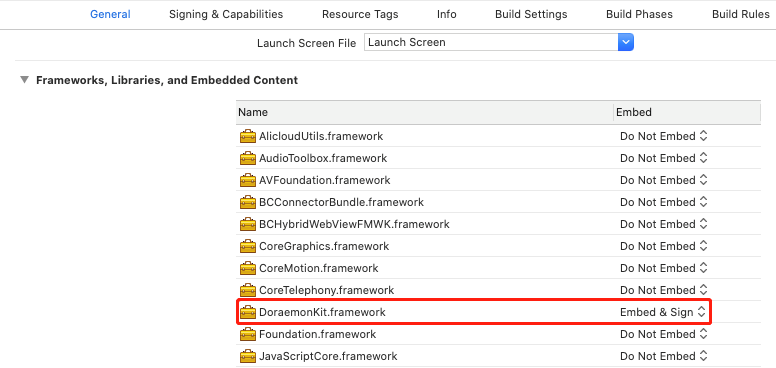 General Signing & Capabilities Resource Tags Info Build Settings Build Phases Build Rules
Launch Screen File Launch Screen
Frameworks, Libraries, and Embedded Content
Name Embed
AlicloudUtils.framework Do Not Embed
AudioToolbox.framework Do Not Embed
AVFoundation.framework Do Not Embed
BCConnectorBundle.framework Do Not Embed
BCHybridWebViewFMWK.framework Do Not Embed
CoreGraphics.framework Do Not Embed
CoreMotion.framework Do Not Embed
CoreTelephony.framework Do Not Embed
DoraemonKit.framework Embed & Sign
Foundation.framework Do Not Embed
JavaScriptCore.framework Do Not Embed